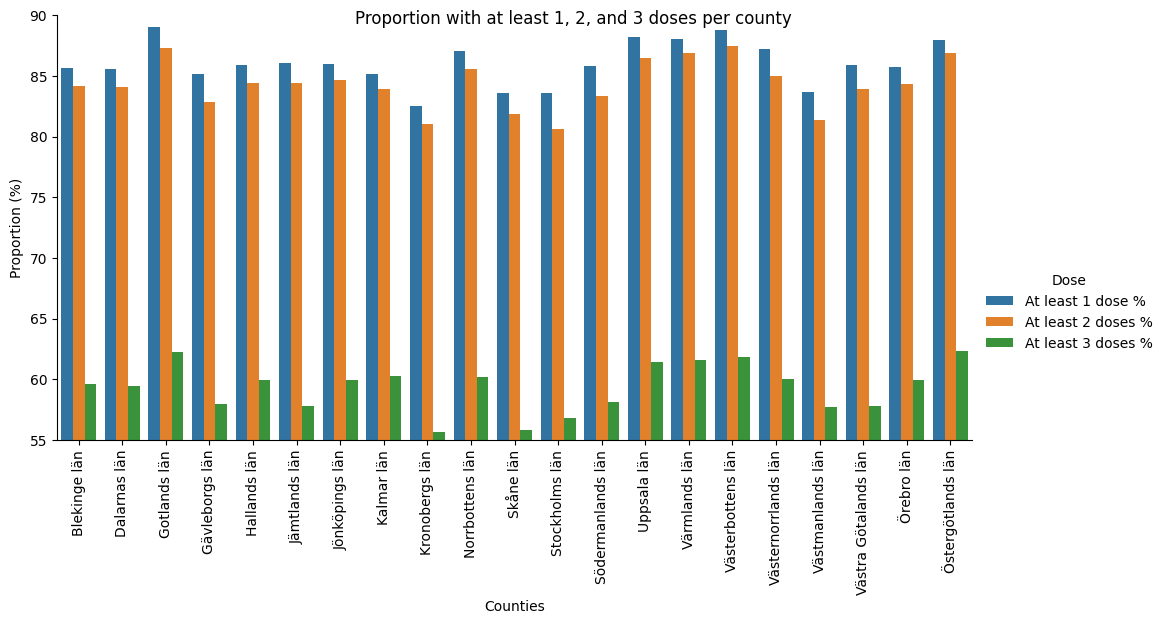 Proportion with at least 1, 2, and 3 doses per county
90
85
80
75
70
65
60
55
Proportion (%)
Blekinge län
Dalarnas län
Gotlands län
Gävleborgs län
Hallands län
Jämtlands län
Jönköpings län
Kalmar län
Kronobergs län
Norrbottens län
Skåne län
Stockholms län
Södermanlands län
Uppsala län
Värmlands län
Västerbottens län
Västernorrlands län
Västmanlands län
Västra Götalands län
Örebro län
Östergötlands län
Counties
Dose
At least 1 dose %
At least 2 doses %
At least 3 doses %